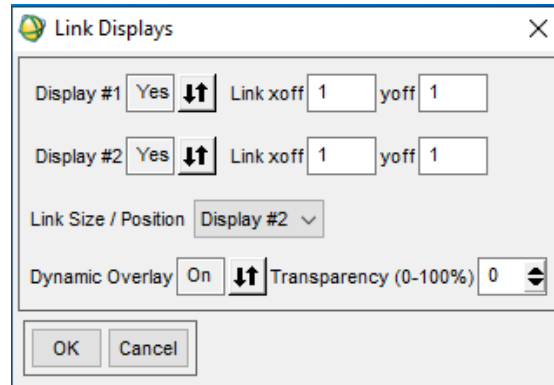 Link Displays
Display #1 Yes Link xoff 1 yoff 1
Display #2 Yes Link xoff 1 yoff 1
Link Size / Position Display #2
Dynamic Overlay On Transparency (0-100%) 0
OK Cancel